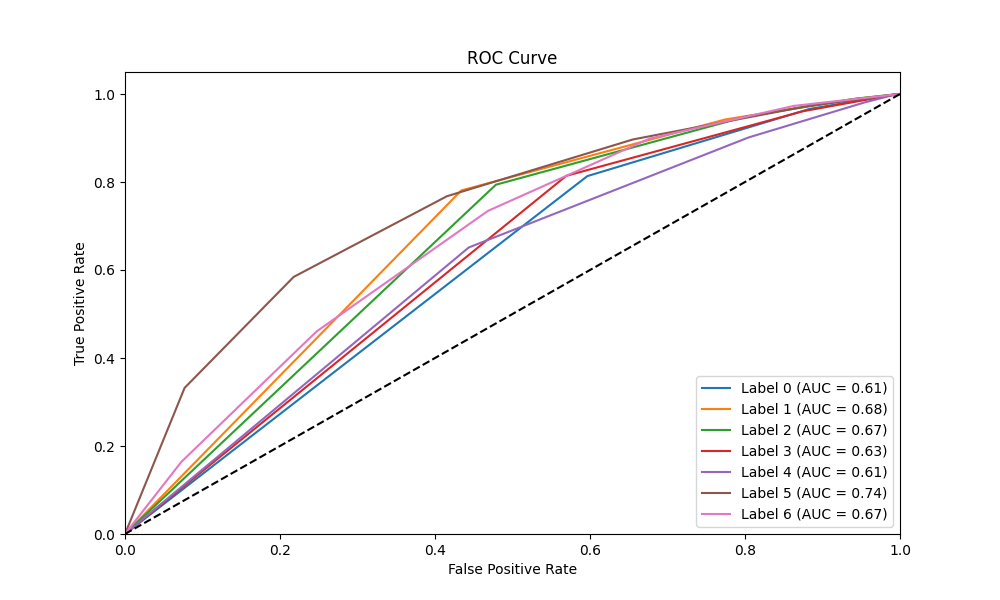 ROC Curve
True Positive Rate
1.0
0.8
0.6
0.4
0.2
0.0
0.0 0.2 0.4 0.6 0.8 1.0
False Positive Rate
Label 0 (AUC = 0.61)
Label 1 (AUC = 0.68)
Label 2 (AUC = 0.67)
Label 3 (AUC = 0.63)
Label 4 (AUC = 0.61)
Label 5 (AUC = 0.74)
Label 6 (AUC = 0.67)